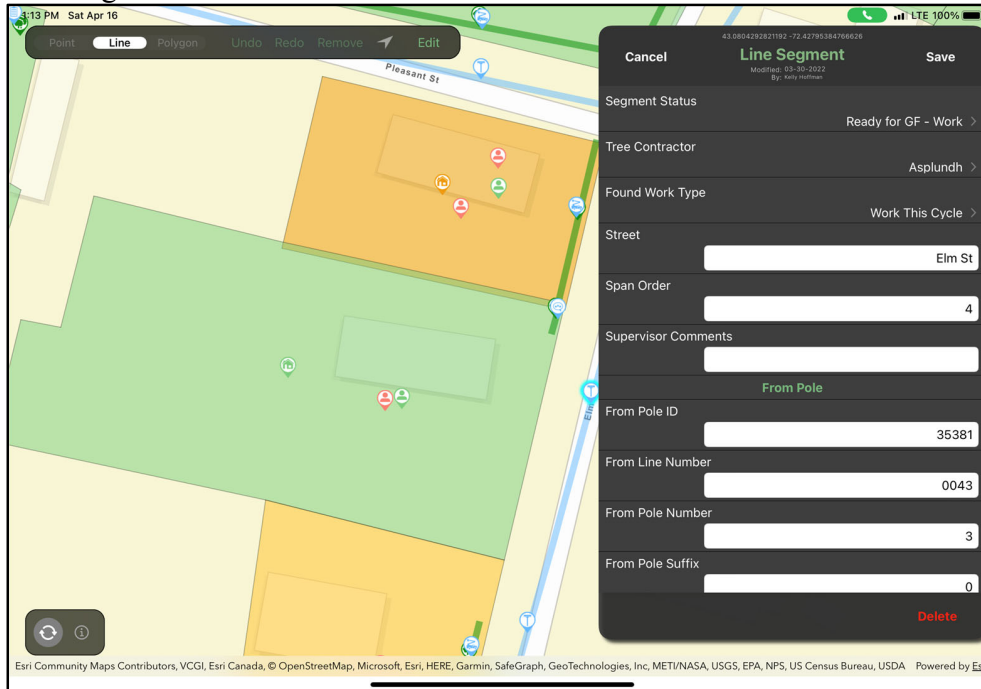 1:13 PM Sat Apr 16
LTE 100%
Point Line Polygon Undo Redo Remove Edit
Pleasant St
43.0804292821192 -72.42795384766626
Cancel Line Segment Save
Modified: 03-30-2022
By: Kelly Hoffman
Segment Status
Ready for GF - Work >
Tree Contractor
Asplundh >
Found Work Type
Work This Cycle >
Street
Elm St
Span Order
4
Supervisor Comments
From Pole
From Pole ID
35381
From Line Number
0043
From Pole Number
3
From Pole Suffix
0
Delete
Esri Community Maps Contributors, VCGI, Esri Canada, © OpenStreetMap, Microsoft, Esri, HERE, Garmin, SafeGraph, GeoTechnologies, Inc, METI/NASA, USGS, EPA, NPS, US Census Bureau, USDA Powered by Es